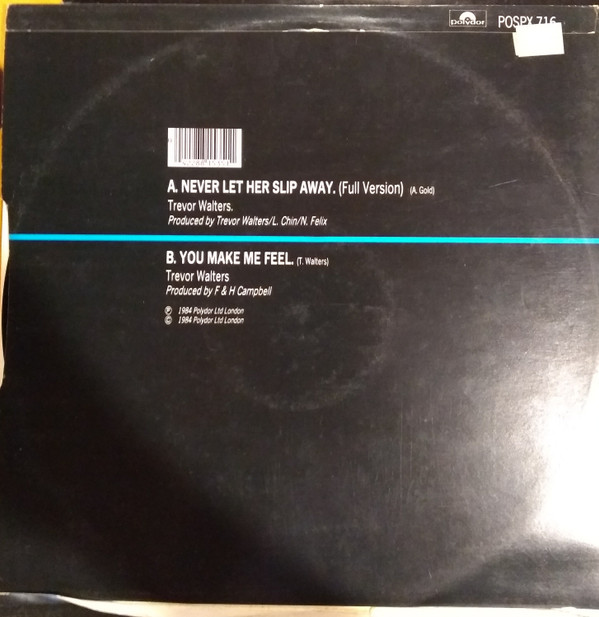 polydor
POSPX 716
A. NEVER LET HER SLIP AWAY. (Full Version) (A. Gold)
Trevor Walters.
Produced by Trevor Walters/L. Chin/N. Felix
B. YOU MAKE ME FEEL. (T. Walters)
Trevor Walters
Produced by F & H Campbell
Ⓟ 1984 Polydor Ltd London
© 1984 Polydor Ltd London